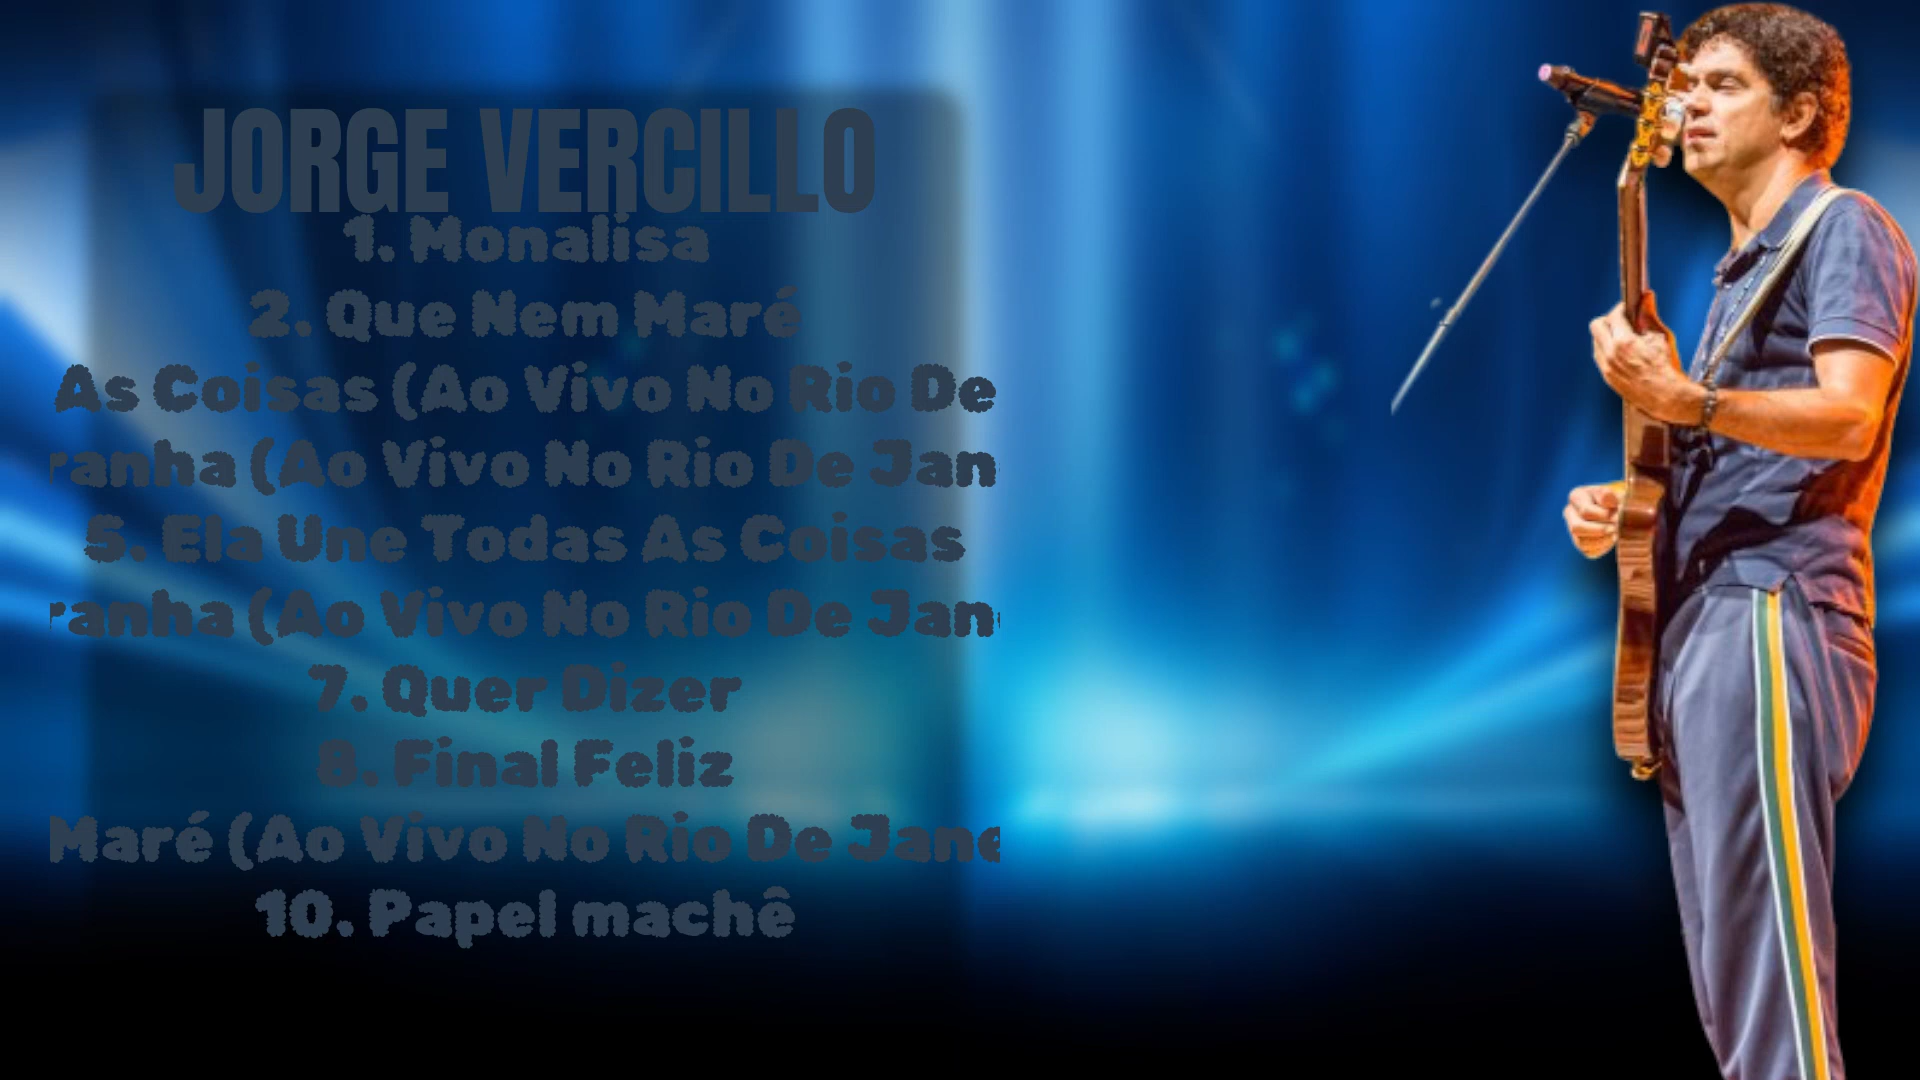 JORGE VERCILLO
1. Monalisa
2. Que Nem Maré
As Coisas (Ao Vivo No Rio De
ranha (Ao Vivo No Rio De Jan
5. Ela Une Todas As Coisas
ranha (Ao Vivo No Rio De Jan
7. Quer Dizer
8. Final Feliz
Maré (Ao Vivo No Rio De Jane
10. Papel machê